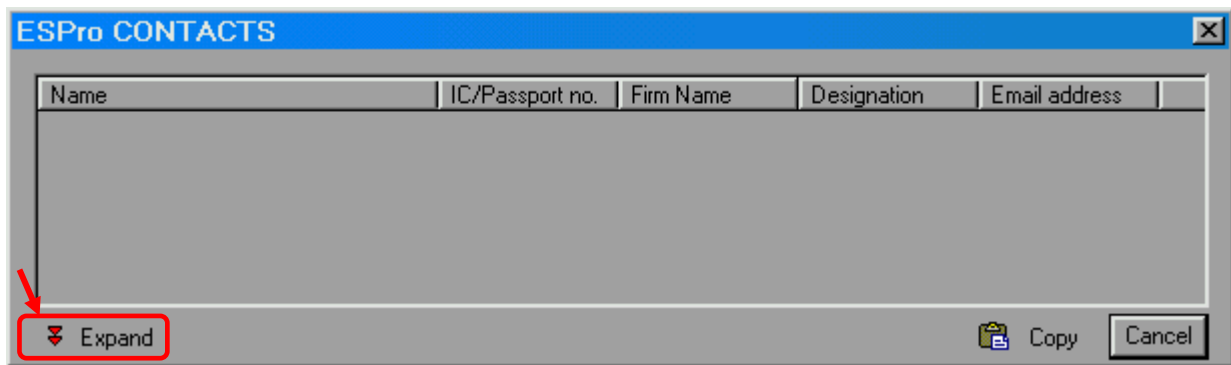 ESPro CONTACTS
Name IC/Passport no. Firm Name Designation Email address
Expand Copy Cancel